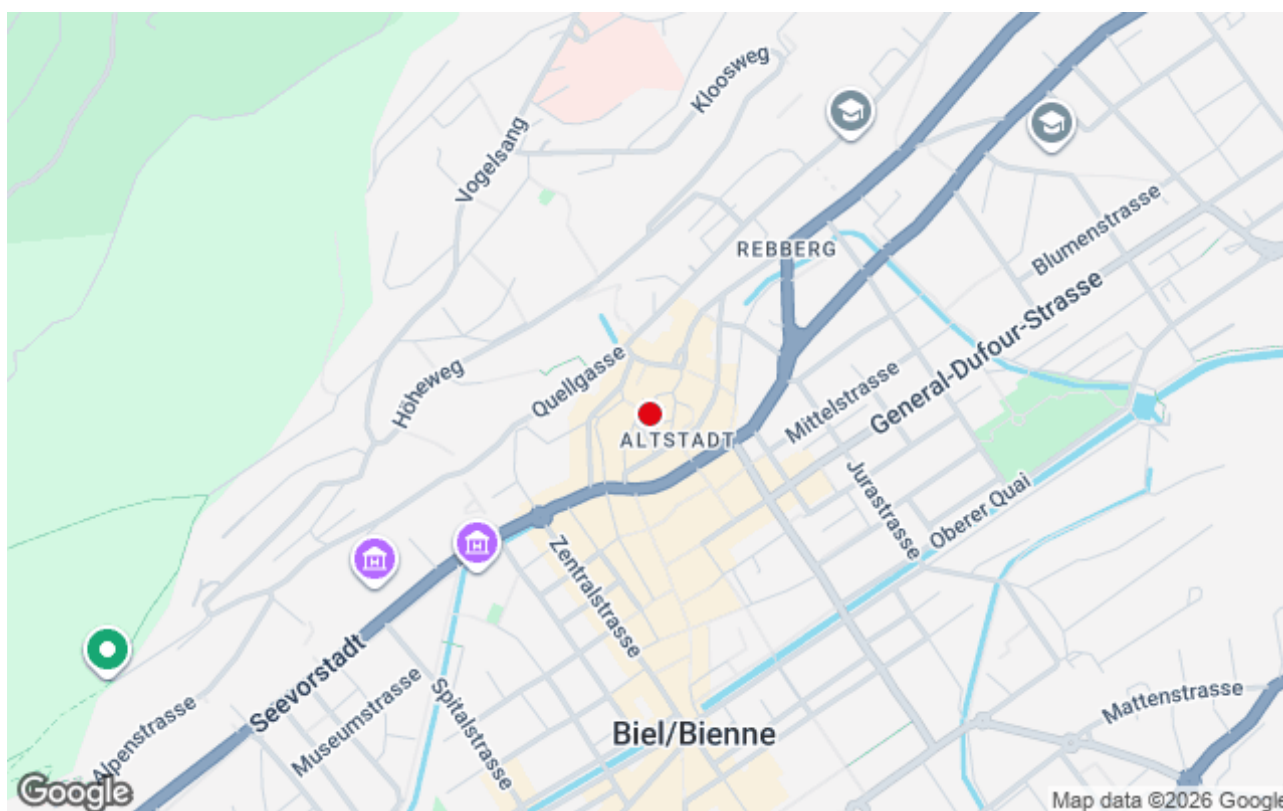 Kloosweg
Vogelsang
REBBERG
Blumenstrasse
General-Dufour-Strasse
Quellgasse
Höheweg
Mittelstrasse
ALTSTADT
Jurastrasse
Oberer Quai
Zentralstrasse
Seevorstadt
Spitalstrasse
Museumstrasse
Alpenstrasse
Mattenstrasse
Biel/Bienne
Google
Map data ©2026 Google